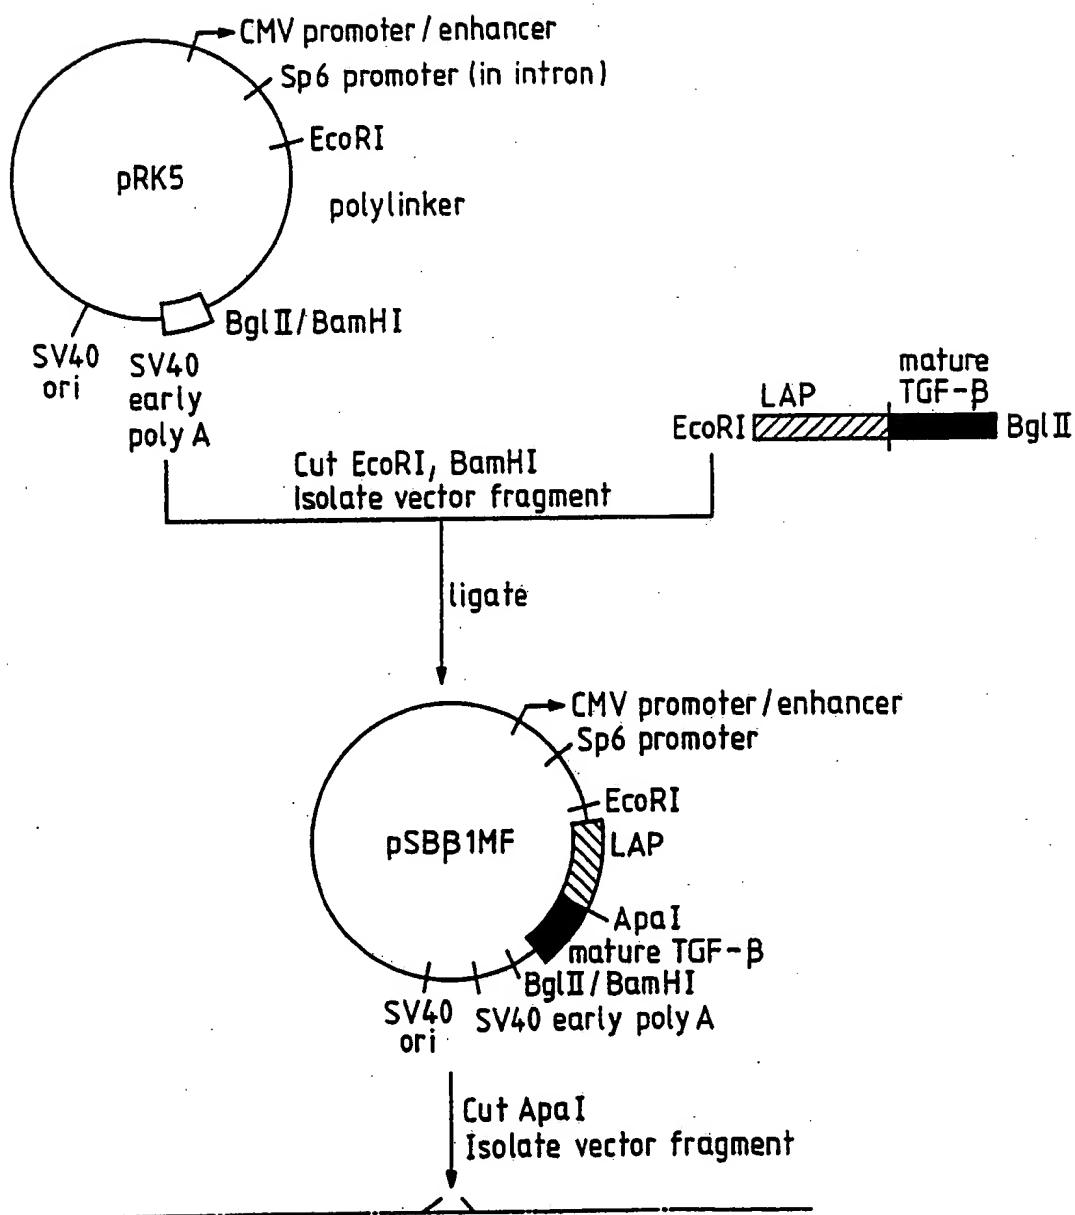 CMV promoter / enhancer
Sp6 promoter (in intron)
EcoRI
pRK5
polylinker
BglII/BamHI
SV40
ori
SV40
early
poly A
mature
LAP
TGF-β
EcoRI
BglII
Cut EcoRI, BamHI
Isolate vector fragment
ligate
CMV promoter/enhancer
Sp6 promoter
EcoRI
pSBβ1MF
LAP
ApaI
mature TGF-β
BglII/BamHI
SV40
ori
SV40 early poly A
Cut ApaI
Isolate vector fragment